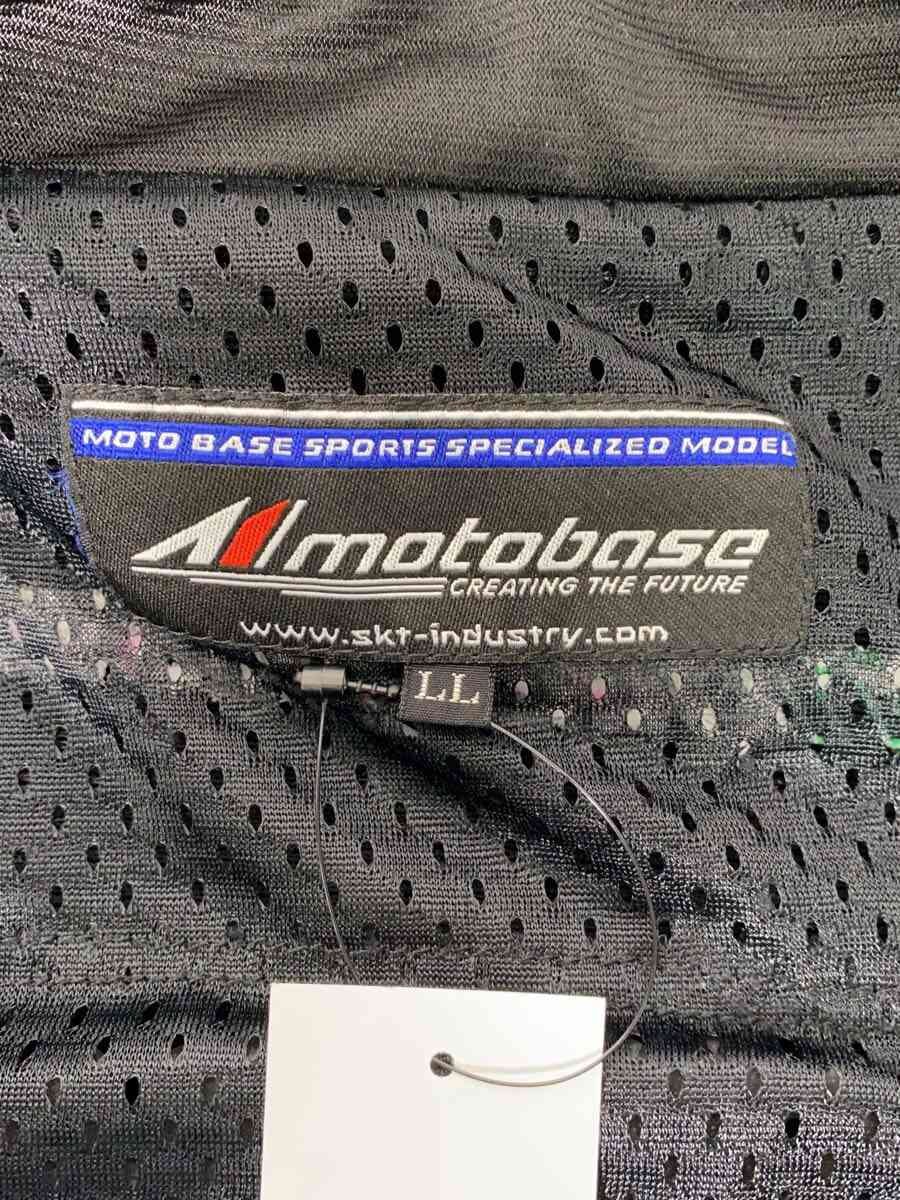 MOTO BASE SPORTS SPECIALIZED MODEL
motobase
CREATING THE FUTURE
www.skt-industry.com
LL